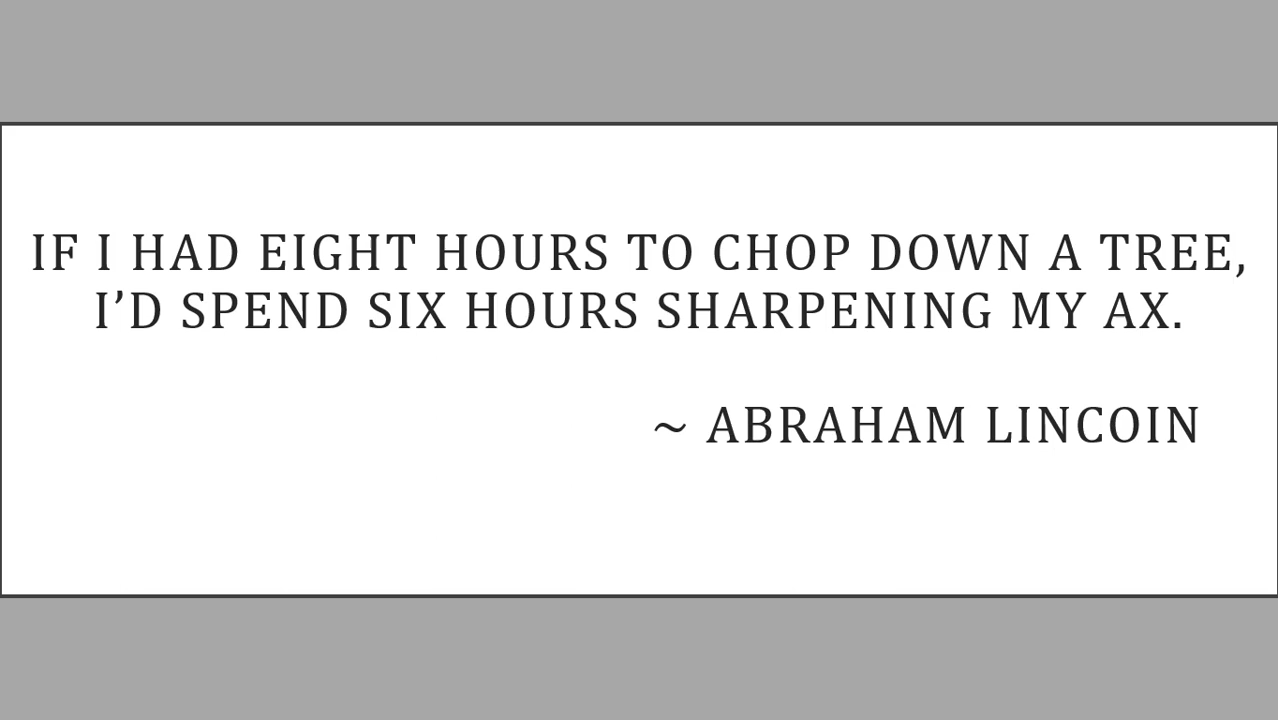 IF I HAD EIGHT HOURS TO CHOP DOWN A TREE,
I’D SPEND SIX HOURS SHARPENING MY AX.
~ ABRAHAM LINCOIN